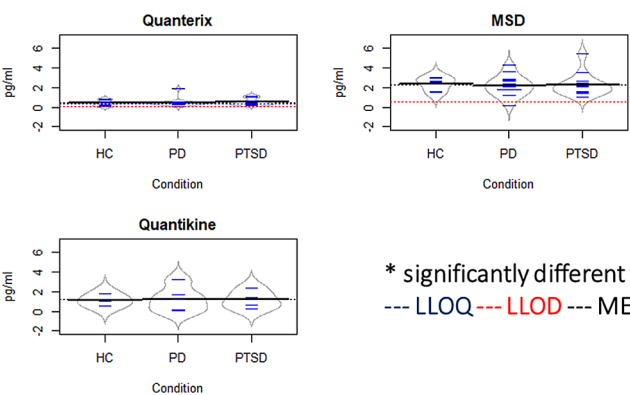 Quanterix
MSD
pg/ml
6
4
2
0
-2
HC PD PTSD
Condition
pg/ml
6
4
2
0
-2
HC PD PTSD
Condition
Quantikine
pg/ml
6
4
2
0
-2
HC PD PTSD
Condition
* significantly different
--- LLOQ --- LLOD --- ME